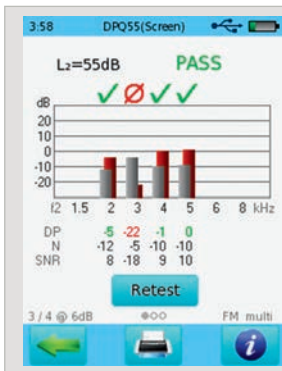 3:58 DPQ55(Screen)
L₂=55dB PASS
dB
20
10
0
-10
-20
f2 1.5 2 3 4 5 6 8 kHz
DP -5 -22 -1 0
N -12 -5 -10 -10
SNR 8 -18 9 10
Retest
3 / 4 @ 6dB FM multi
i